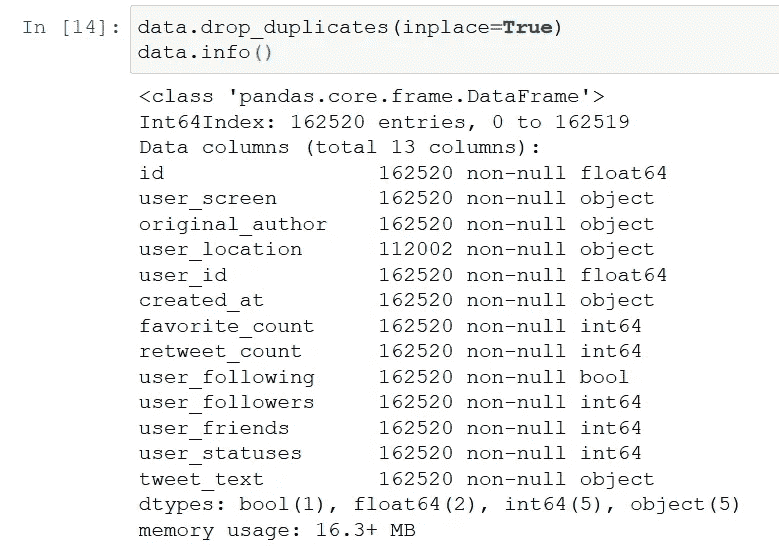 In [14]: data.drop_duplicates(inplace=True)
data.info()
<class 'pandas.core.frame.DataFrame'>
Int64Index: 162520 entries, 0 to 162519
Data columns (total 13 columns):
id                 162520 non-null float64
user_screen        162520 non-null object
original_author    162520 non-null object
user_location      112002 non-null object
user_id            162520 non-null float64
created_at         162520 non-null object
favorite_count     162520 non-null int64
retweet_count      162520 non-null int64
user_following     162520 non-null bool
user_followers     162520 non-null int64
user_friends       162520 non-null int64
user_statuses      162520 non-null int64
tweet_text         162520 non-null object
dtypes: bool(1), float64(2), int64(5), object(5)
memory usage: 16.3+ MB